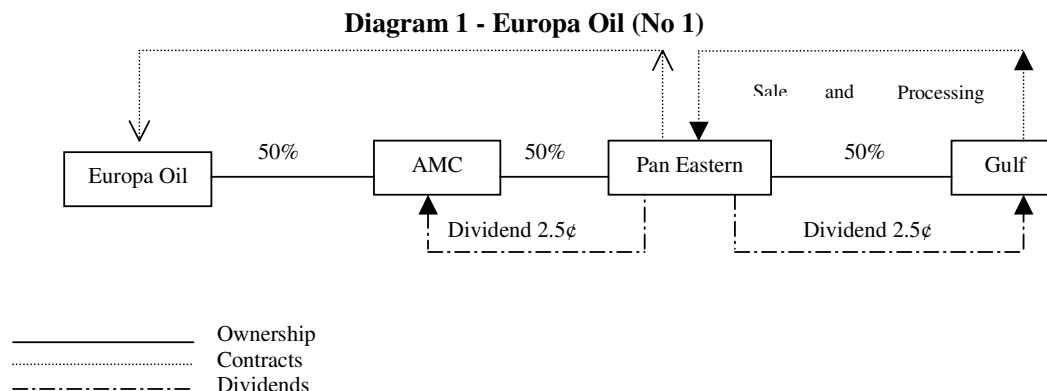 Diagram 1 - Europa Oil (No 1)
Sale and Processing
50% 50% 50%
Europa Oil AMC Pan Eastern Gulf
Dividend 2.5¢ Dividend 2.5¢
Ownership
Contracts
Dividends